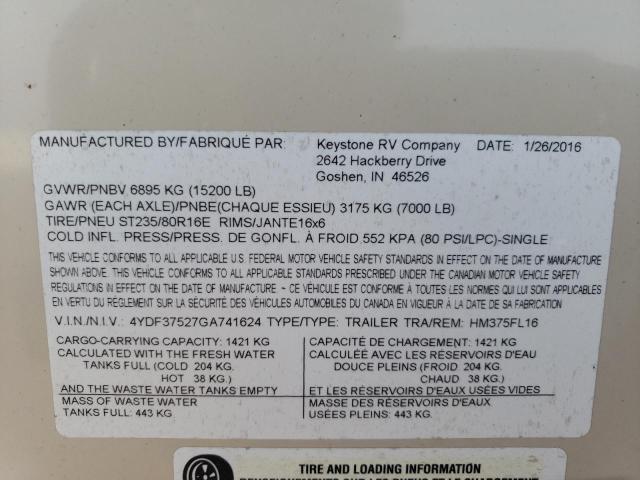 MANUFACTURED BY/FABRIQUÉ PAR: Keystone RV Company DATE: 1/26/2016
2642 Hackberry Drive
Goshen, IN 46526
GVWR/PNBV 6895 KG (15200 LB)
GAWR (EACH AXLE)/PNBE(CHAQUE ESSIEU) 3175 KG (7000 LB)
TIRE/PNEU ST235/80R16E RIMS/JANTE16x6
COLD INFL. PRESS/PRESS. DE GONFL. À FROID 552 KPA (80 PSI/LPC)-SINGLE
THIS VEHICLE CONFORMS TO ALL APPLICABLE U.S. FEDERAL MOTOR VEHICLE SAFETY STANDARDS IN EFFECT ON THE DATE OF MANUFACTURE
SHOWN ABOVE. THIS VEHICLE CONFORMS TO ALL APPLICABLE STANDARDS PRESCRIBED UNDER THE CANADIAN MOTOR VEHICLE SAFETY
REGULATIONS IN EFFECT ON THE DATE OF MANUFACTURE - CE VÉHICULE EST CONFORME À TOUTES LES NORMES QUI LUI SONT APPLICABLES
EN VERTU DU RÈGLEMENT SUR LA SÉCURITÉ DES VÉHICULES AUTOMOBILES DU CANADA EN VIGUEUR À LA DATE DE SA FABRICATION
V.I.N./N.I.V.: 4YDF37527GA741624 TYPE/TYPE: TRAILER TRA/REM: HM375FL16
CARGO-CARRYING CAPACITY: 1421 KG
CALCULATED WITH THE FRESH WATER
TANKS FULL (COLD 204 KG.
HOT 38 KG.)
AND THE WASTE WATER TANKS EMPTY
MASS OF WASTE WATER
TANKS FULL: 443 KG
CAPACITÉ DE CHARGEMENT: 1421 KG
CALCULÉE AVEC LES RÉSERVOIRS D'EAU
DOUCE PLEINS (FROID 204 KG.
CHAUD 38 KG.)
ET LES RÉSERVOIRS D'EAUX USÉES VIDES
MASSE DES RÉSERVOIRS D'EAUX
USÉES PLEINS: 443 KG.
TIRE AND LOADING INFORMATION
RENSEIGNEMENTS SUR LES PNEUS ET LE CHARGEMENT